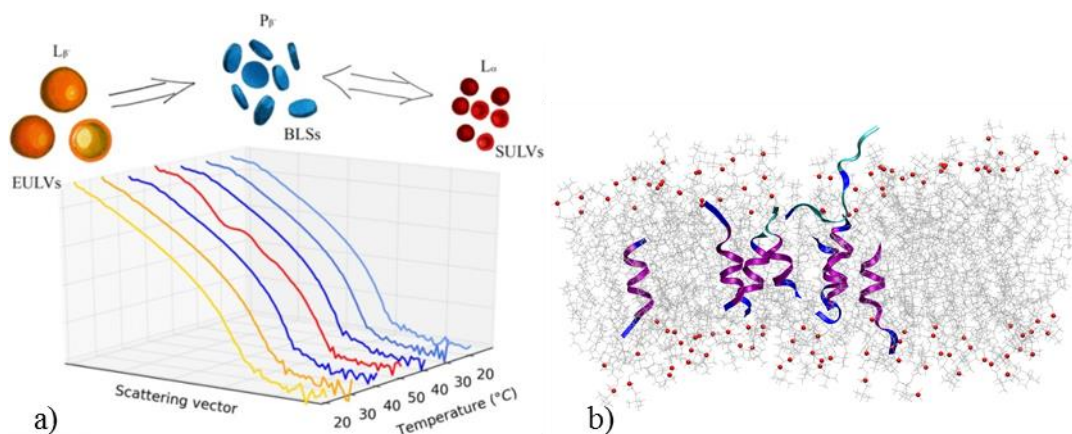 Lβ'
Pβ'
Lα
BLSs
SULVs
EULVs
Scattering vector
20 30 40 50 40 30 20
Temperature (°C)
a)
b)